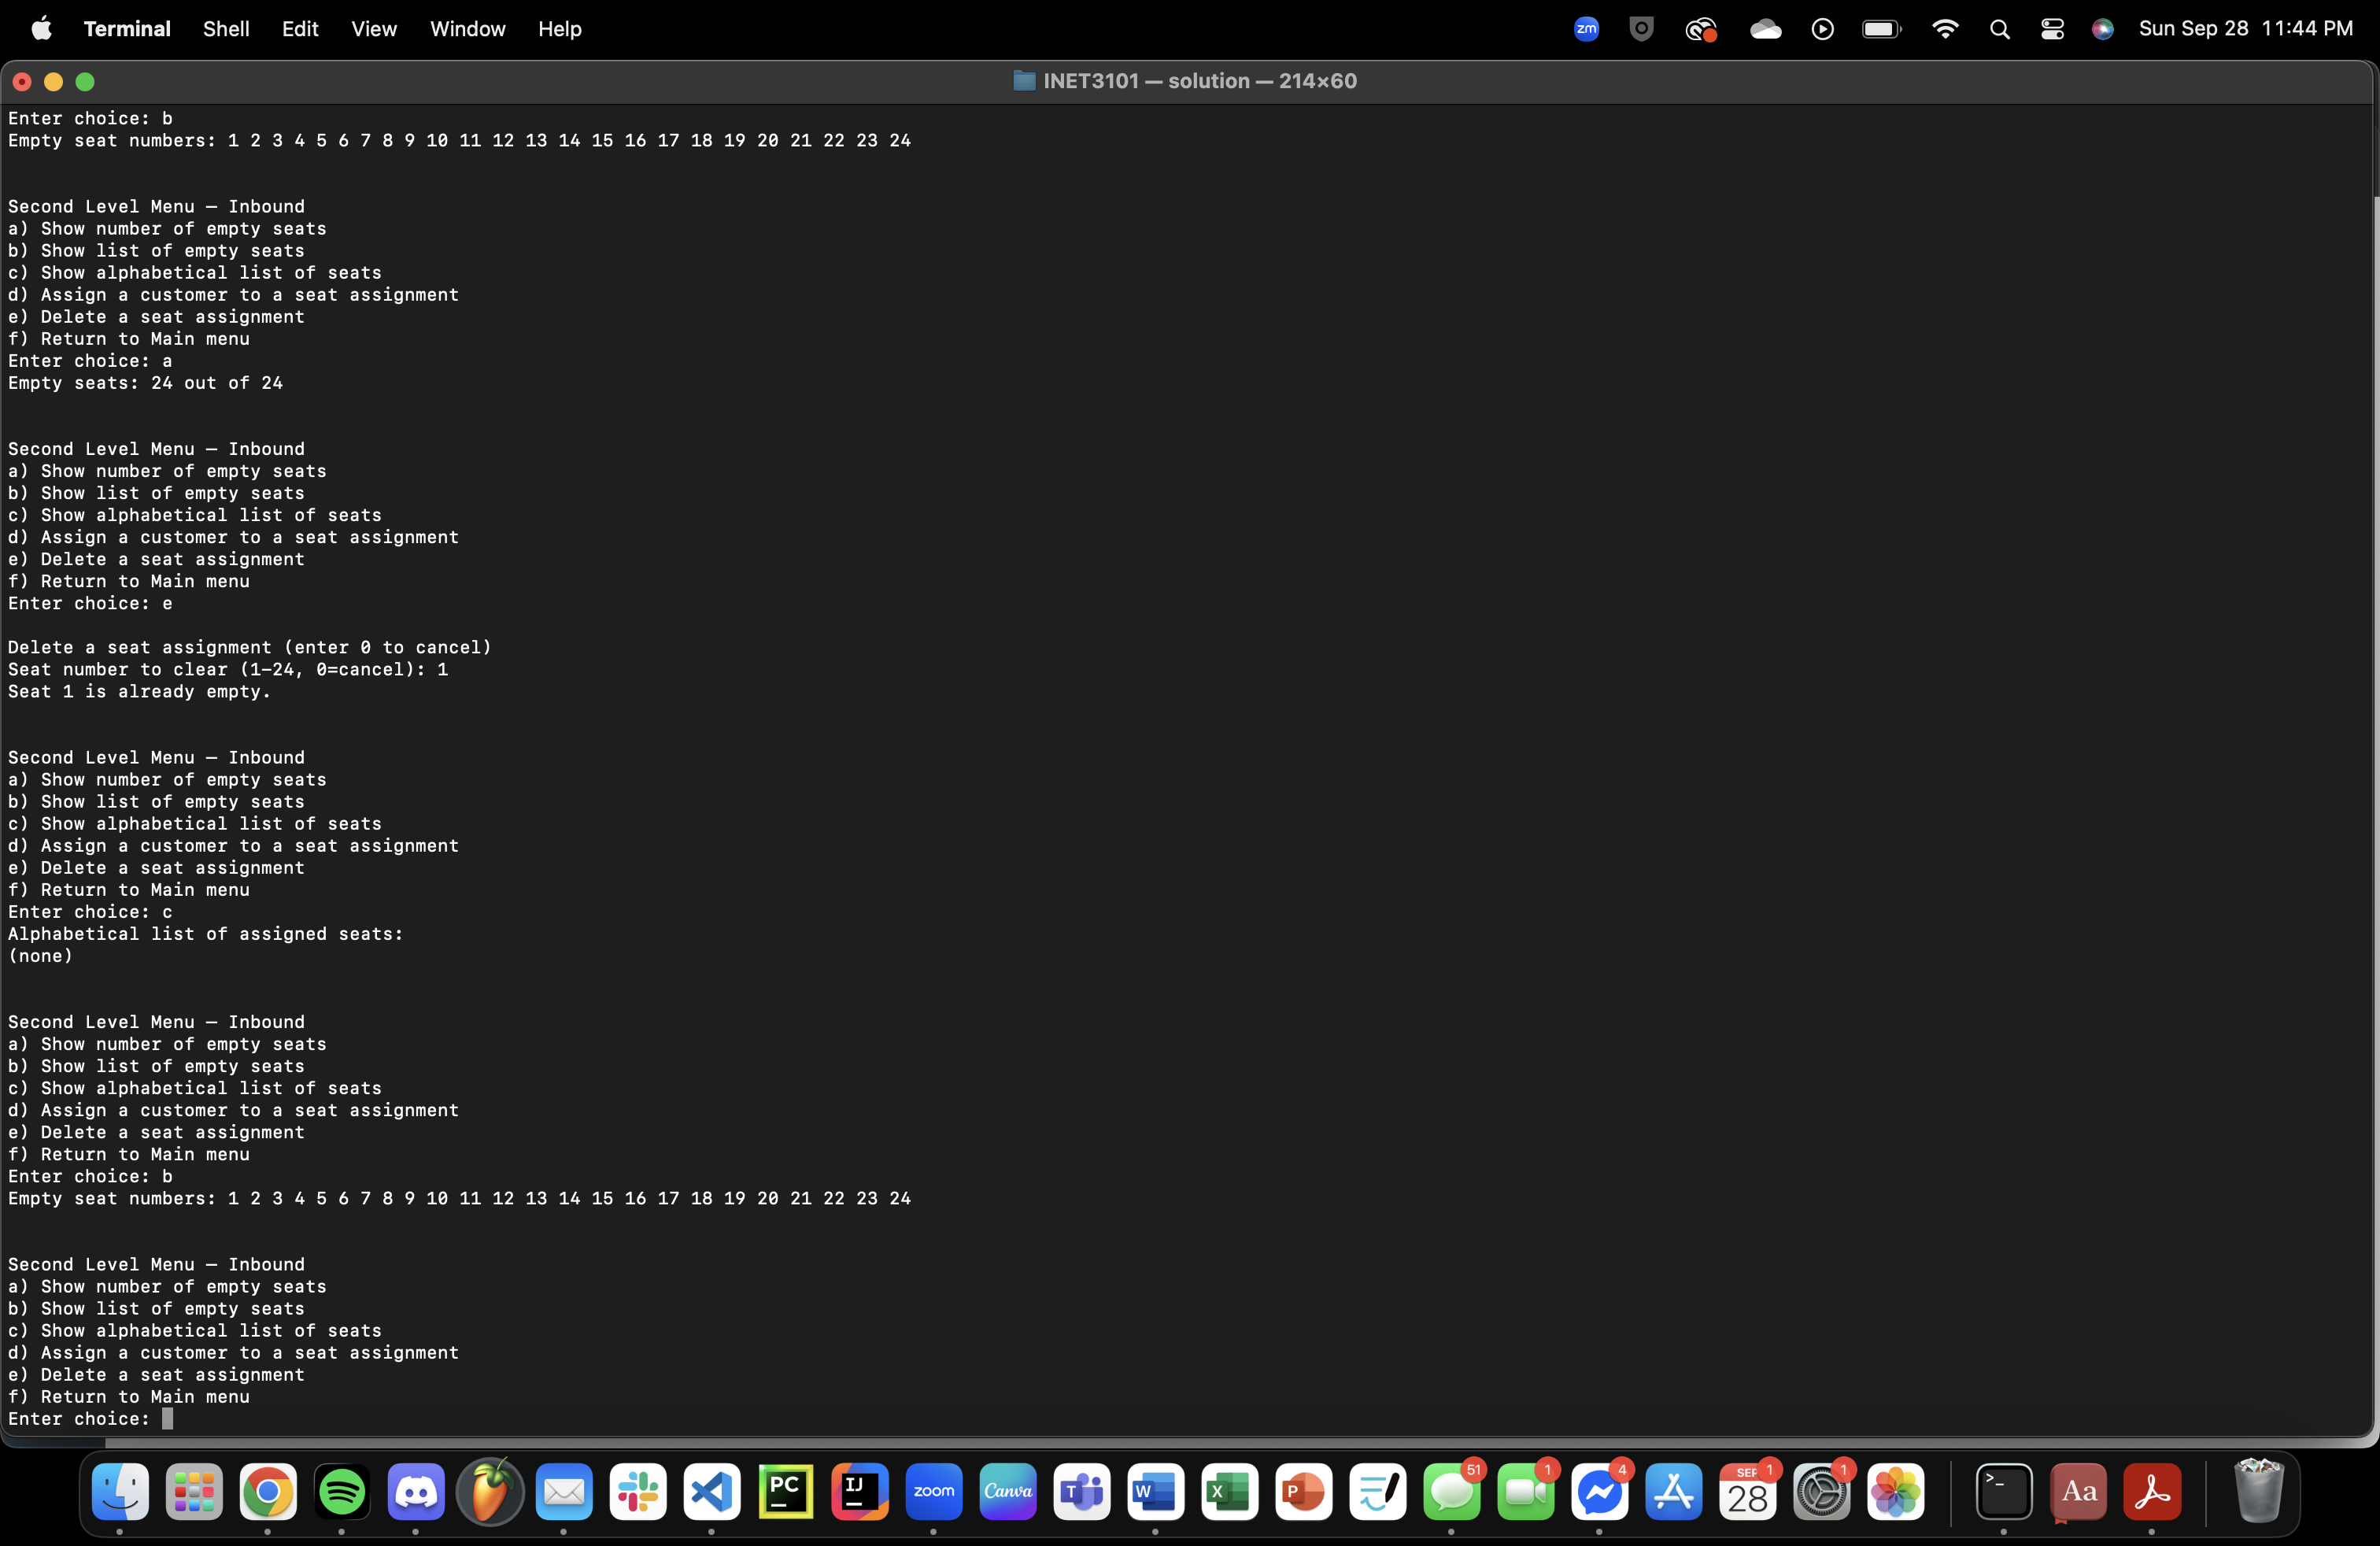 Terminal Shell Edit View Window Help zm Sun Sep 28 11:44 PM
INET3101 — solution — 214×60
Enter choice: b
Empty seat numbers: 1 2 3 4 5 6 7 8 9 10 11 12 13 14 15 16 17 18 19 20 21 22 23 24
Second Level Menu — Inbound
a) Show number of empty seats
b) Show list of empty seats
c) Show alphabetical list of seats
d) Assign a customer to a seat assignment
e) Delete a seat assignment
f) Return to Main menu
Enter choice: a
Empty seats: 24 out of 24
Second Level Menu — Inbound
a) Show number of empty seats
b) Show list of empty seats
c) Show alphabetical list of seats
d) Assign a customer to a seat assignment
e) Delete a seat assignment
f) Return to Main menu
Enter choice: e
Delete a seat assignment (enter 0 to cancel)
Seat number to clear (1–24, 0=cancel): 1
Seat 1 is already empty.
Second Level Menu — Inbound
a) Show number of empty seats
b) Show list of empty seats
c) Show alphabetical list of seats
d) Assign a customer to a seat assignment
e) Delete a seat assignment
f) Return to Main menu
Enter choice: c
Alphabetical list of assigned seats:
(none)
Second Level Menu — Inbound
a) Show number of empty seats
b) Show list of empty seats
c) Show alphabetical list of seats
d) Assign a customer to a seat assignment
e) Delete a seat assignment
f) Return to Main menu
Enter choice: b
Empty seat numbers: 1 2 3 4 5 6 7 8 9 10 11 12 13 14 15 16 17 18 19 20 21 22 23 24
Second Level Menu — Inbound
a) Show number of empty seats
b) Show list of empty seats
c) Show alphabetical list of seats
d) Assign a customer to a seat assignment
e) Delete a seat assignment
f) Return to Main menu
Enter choice:
51 1 4 SEP 1 1
PC IJ zoom Canva T W X P 28 >_ Aa